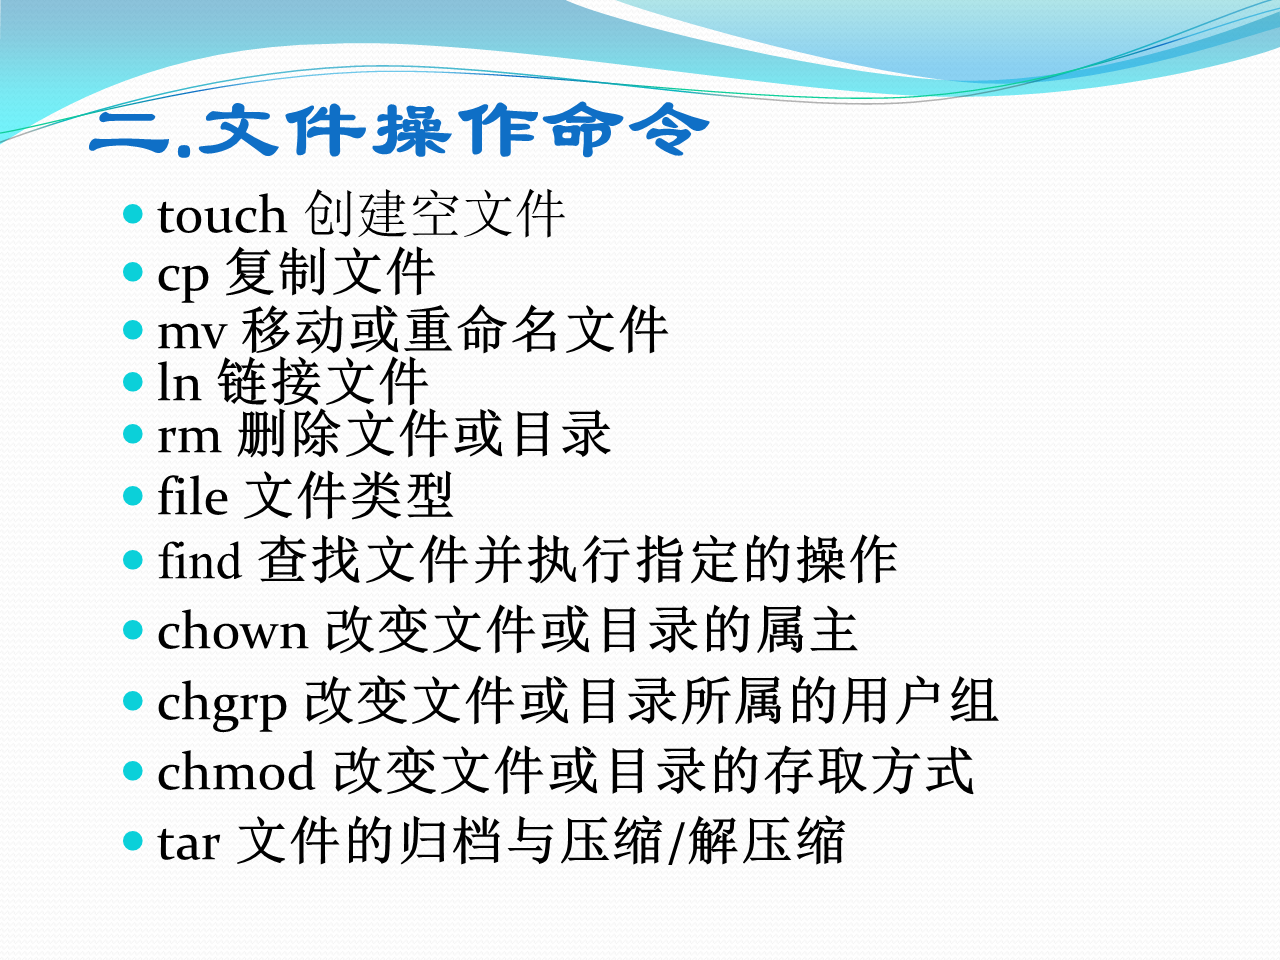 二.文件操作命令
touch 创建空文件
cp 复制文件
mv 移动或重命名文件
ln 链接文件
rm 删除文件或目录
file 文件类型
find 查找文件并执行指定的操作
chown 改变文件或目录的属主
chgrp 改变文件或目录所属的用户组
chmod 改变文件或目录的存取方式
tar 文件的归档与压缩/解压缩